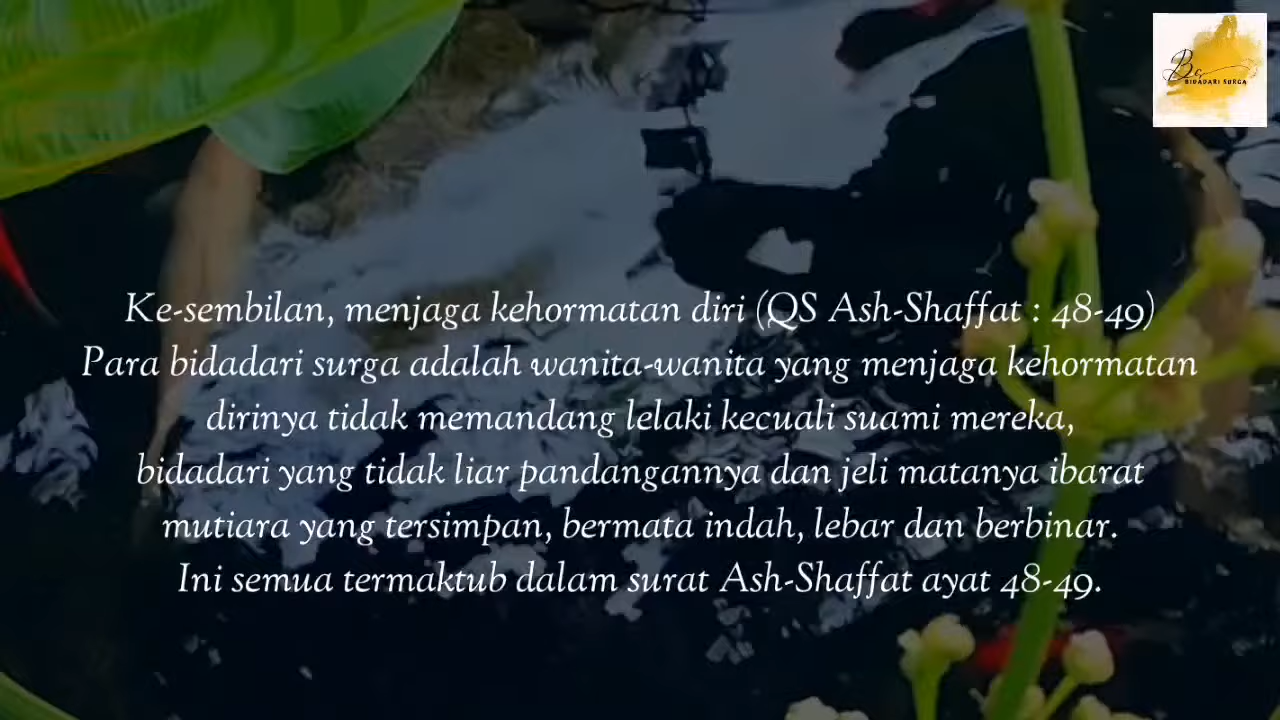 Bs
BIDADARI SURGA
Ke-sembilan, menjaga kehormatan diri (QS Ash-Shaffat : 48-49)
Para bidadari surga adalah wanita-wanita yang menjaga kehormatan
dirinya tidak memandang lelaki kecuali suami mereka,
bidadari yang tidak liar pandangannya dan jeli matanya ibarat
mutiara yang tersimpan, bermata indah, lebar dan berbinar.
Ini semua termaktub dalam surat Ash-Shaffat ayat 48-49.